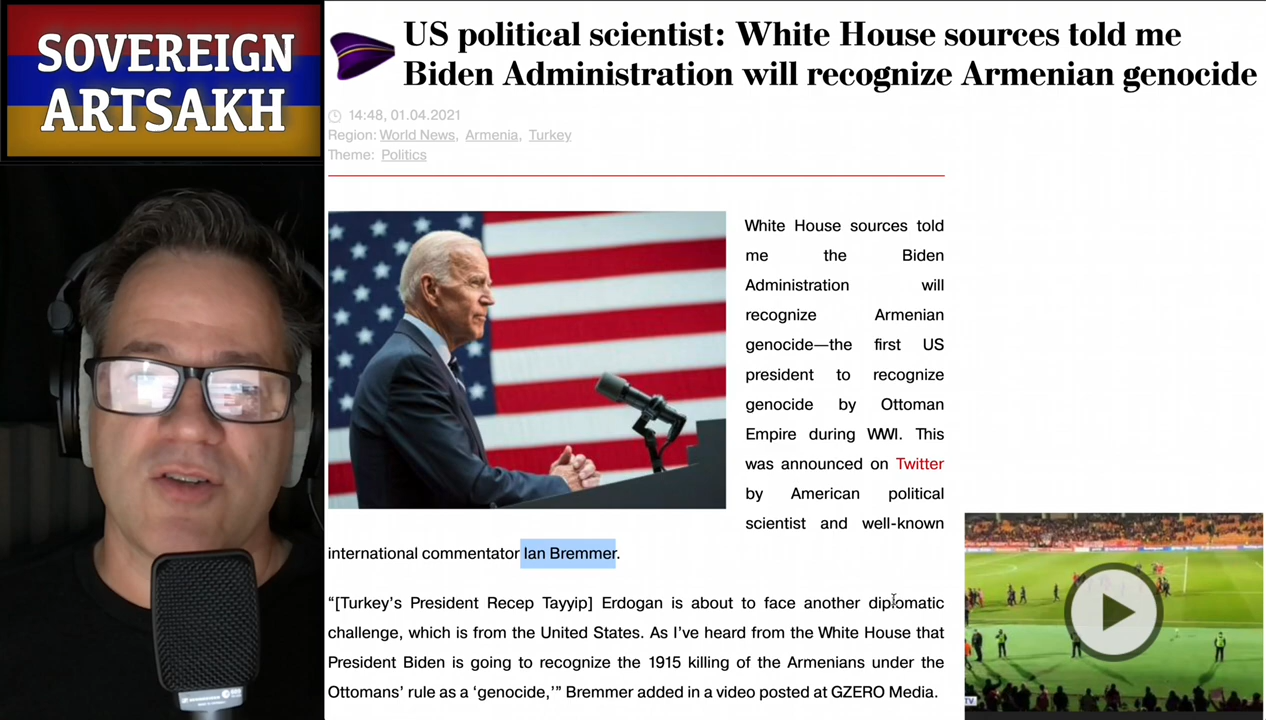 SOVEREIGN
ARTSAKH
US political scientist: White House sources told me
Biden Administration will recognize Armenian genocide
14:48, 01.04.2021
Region: World News, Armenia, Turkey
Theme: Politics
White House sources told
me the Biden
Administration will
recognize Armenian
genocide—the first US
president to recognize
genocide by Ottoman
Empire during WWI. This
was announced on Twitter
by American political
scientist and well-known
international commentator Ian Bremmer.
“[Turkey’s President Recep Tayyip] Erdogan is about to face another diplomatic
challenge, which is from the United States. As I’ve heard from the White House that
President Biden is going to recognize the 1915 killing of the Armenians under the
Ottomans’ rule as a ‘genocide,’” Bremmer added in a video posted at GZERO Media.
TV